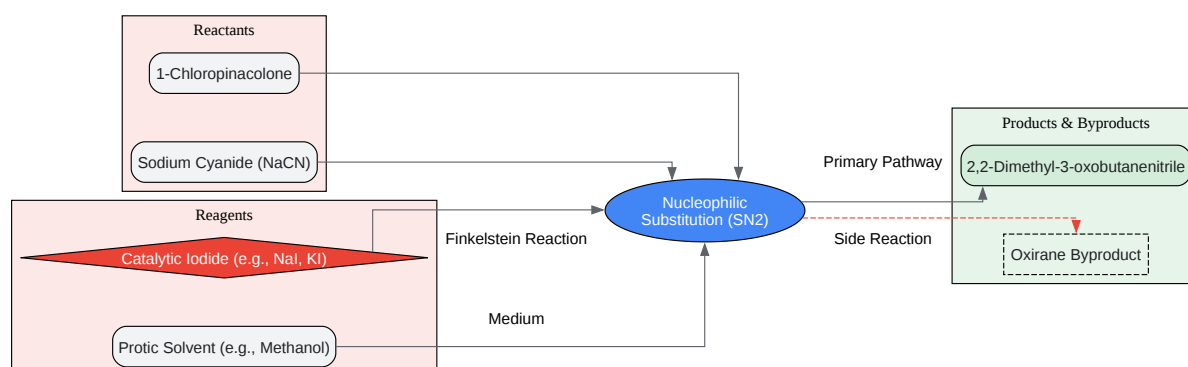 Reactants
1-Chloropinacolone
Sodium Cyanide (NaCN)
Reagents
Catalytic Iodide (e.g., NaI, KI)
Protic Solvent (e.g., Methanol)
Finkelstein Reaction
Medium
Nucleophilic
Substitution (SN2)
Primary Pathway
Side Reaction
Products & Byproducts
2,2-Dimethyl-3-oxobutanenitrile
Oxirane Byproduct